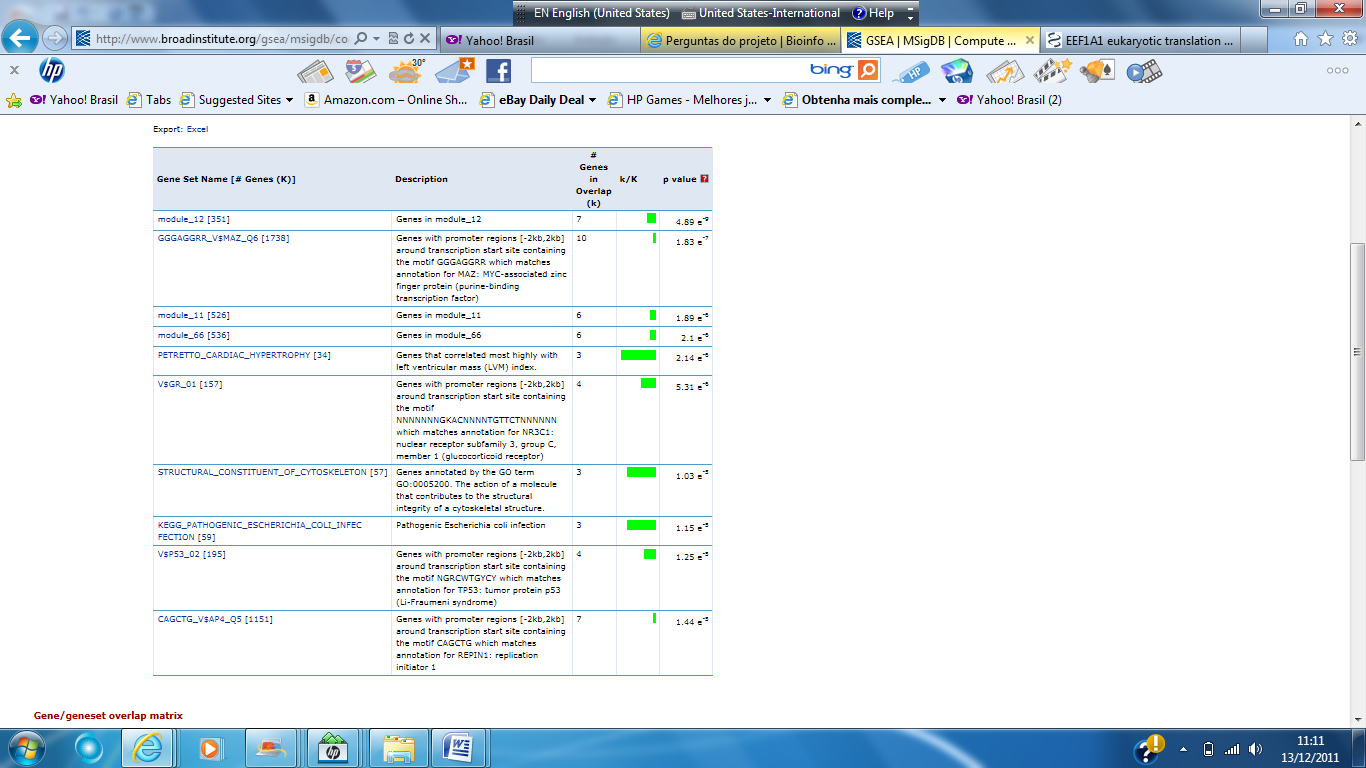 EN English (United States) United States-International Help
http://www.broadinstitute.org/gsea/msigdb/co
Yahoo! Brasil
Perguntas do projeto | Bioinfo ...
GSEA | MSigDB | Compute ...
EEF1A1 eukaryotic translation ...
30°
bing
Yahoo! Brasil Tabs Suggested Sites Amazon.com – Online Sh... eBay Daily Deal HP Games - Melhores j... Obtenha mais comple... Yahoo! Brasil (2)
Export: Excel
Gene Set Name [# Genes (K)] Description # Genes in Overlap (k) k/K p value
module_12 [351] Genes in module_12 7 4.89 e-9
GGGAGGRR_V$MAZ_Q6 [1738] Genes with promoter regions [-2kb,2kb] 10 1.83 e-7
around transcription start site containing
the motif GGGAGGRR which matches
annotation for MAZ: MYC-associated zinc
finger protein (purine-binding
transcription factor)
module_11 [526] Genes in module_11 6 1.89 e-6
module_66 [536] Genes in module_66 6 2.1 e-6
PETRETTO_CARDIAC_HYPERTROPHY [34] Genes that correlated most highly with 3 2.14 e-6
left ventricular mass (LVM) index.
V$GR_01 [157] Genes with promoter regions [-2kb,2kb] 4 5.31 e-6
around transcription start site containing
the motif
NNNNNNNGKACNNNNTGTTCTNNNNNN
which matches annotation for NR3C1:
nuclear receptor subfamily 3, group C,
member 1 (glucocorticoid receptor)
STRUCTURAL_CONSTITUENT_OF_CYTOSKELETON [57] Genes annotated by the GO term 3 1.03 e-5
GO:0005200. The action of a molecule
that contributes to the structural
integrity of a cytoskeletal structure.
KEGG_PATHOGENIC_ESCHERICHIA_COLI_INFEC Pathogenic Escherichia coli infection 3 1.15 e-5
FECTION [59]
V$P53_02 [195] Genes with promoter regions [-2kb,2kb] 4 1.25 e-5
around transcription start site containing
the motif NGRCWTGYCY which matches
annotation for TP53: tumor protein p53
(Li-Fraumeni syndrome)
CAGCTG_V$AP4_Q5 [1151] Genes with promoter regions [-2kb,2kb] 7 1.44 e-5
around transcription start site containing
the motif CAGCTG which matches
annotation for REPIN1: replication
initiator 1
Gene/geneset overlap matrix
11:11
13/12/2011